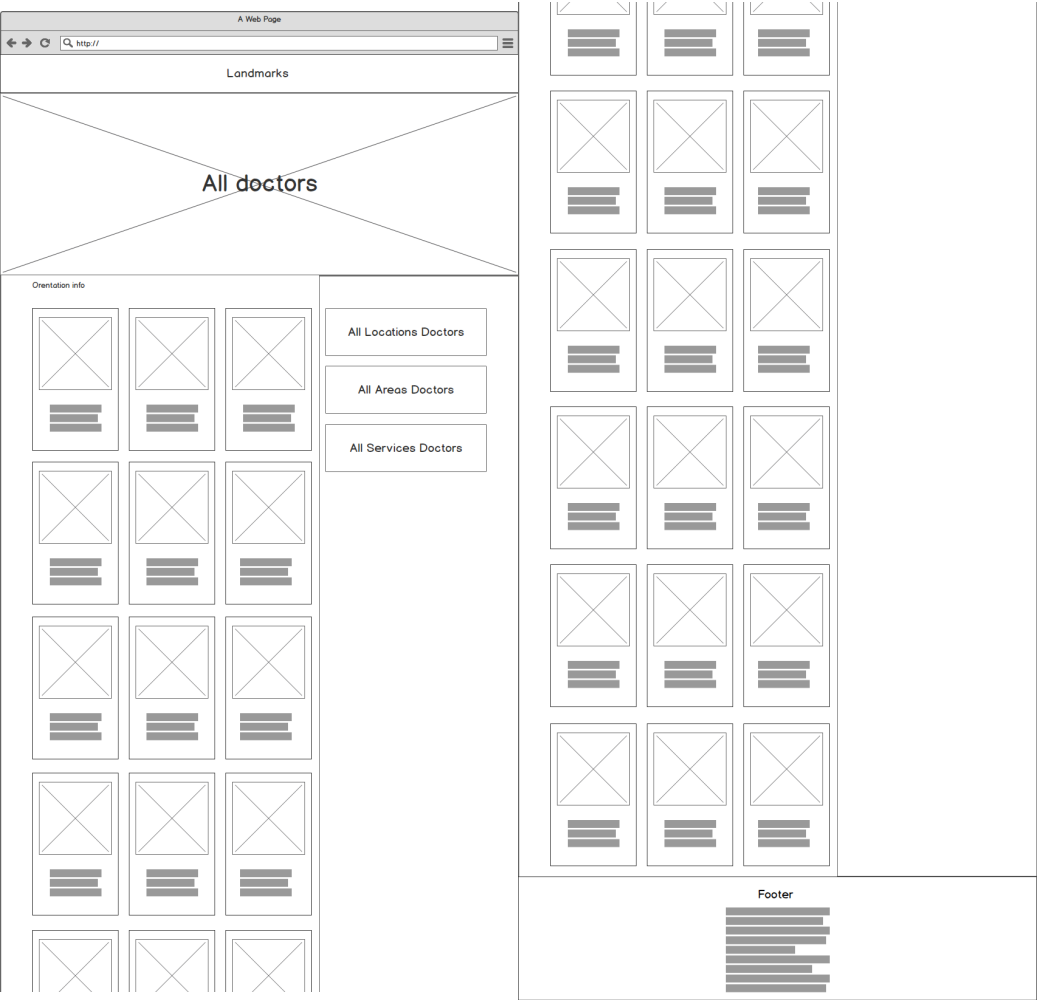 A Web Page
http://
Landmarks
All doctors
Orentation info
All Locations Doctors
All Areas Doctors
All Services Doctors
Footer